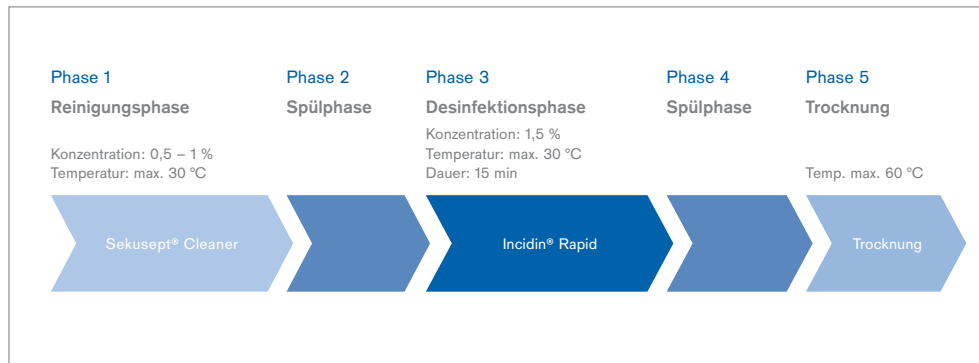 Phase 1
Reinigungsphase
Konzentration: 0,5 – 1 %
Temperatur: max. 30 °C
Sekusept® Cleaner
Phase 2
Spülphase
Phase 3
Desinfektionsphase
Konzentration: 1,5 %
Temperatur: max. 30 °C
Dauer: 15 min
Incidin® Rapid
Phase 4
Spülphase
Phase 5
Trocknung
Temp. max. 60 °C
Trocknung